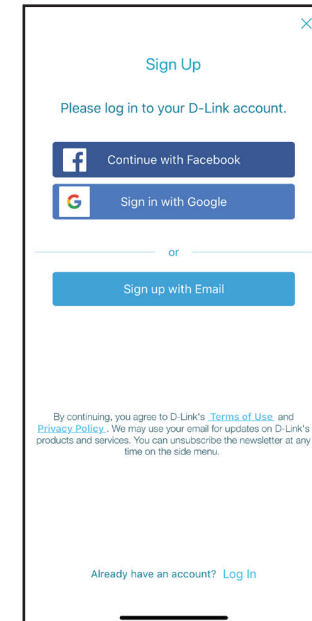 Sign Up
Please log in to your D-Link account.
Continue with Facebook
Sign in with Google
or
Sign up with Email
By continuing, you agree to D-Link's Terms of Use and
Privacy Policy. We may use your email for updates on D-Link's
products and services. You can unsubscribe the newsletter at any
time on the side menu.
Already have an account? Log In